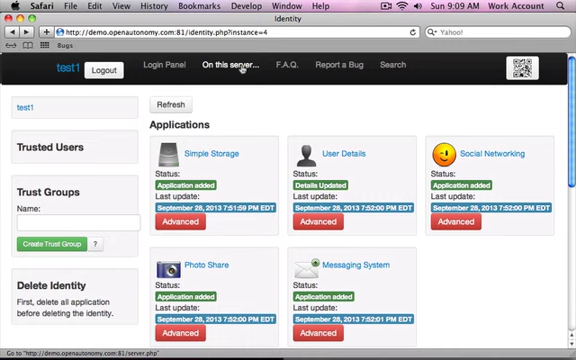 Safari File Edit View History Bookmarks Develop Window Help Sun 9:09 AM Work Account
Identity
http://demo.openautonomy.com:81/identity.php?instance=4
Yahoo!
Bugs
test1 Logout Login Panel On this server... F.A.Q. Report a Bug Search
test1
Trusted Users
Trust Groups
Name:
Create Trust Group ?
Delete Identity
First, delete all application
before deleting the identity.
Refresh
Applications
Simple Storage
Status:
Application added
Last update:
September 28, 2013 7:51:59 PM EDT
Advanced
User Details
Status:
Details Updated
Last update:
September 28, 2013 7:52:00 PM EDT
Advanced
Social Networking
Status:
Application added
Last update:
September 28, 2013 7:52:00 PM EDT
Advanced
Photo Share
Status:
Application added
Last update:
September 28, 2013 7:52:00 PM EDT
Advanced
Messaging System
Status:
Application added
Last update:
September 28, 2013 7:52:01 PM EDT
Advanced
Go to "http://demo.openautonomy.com:81/server.php"